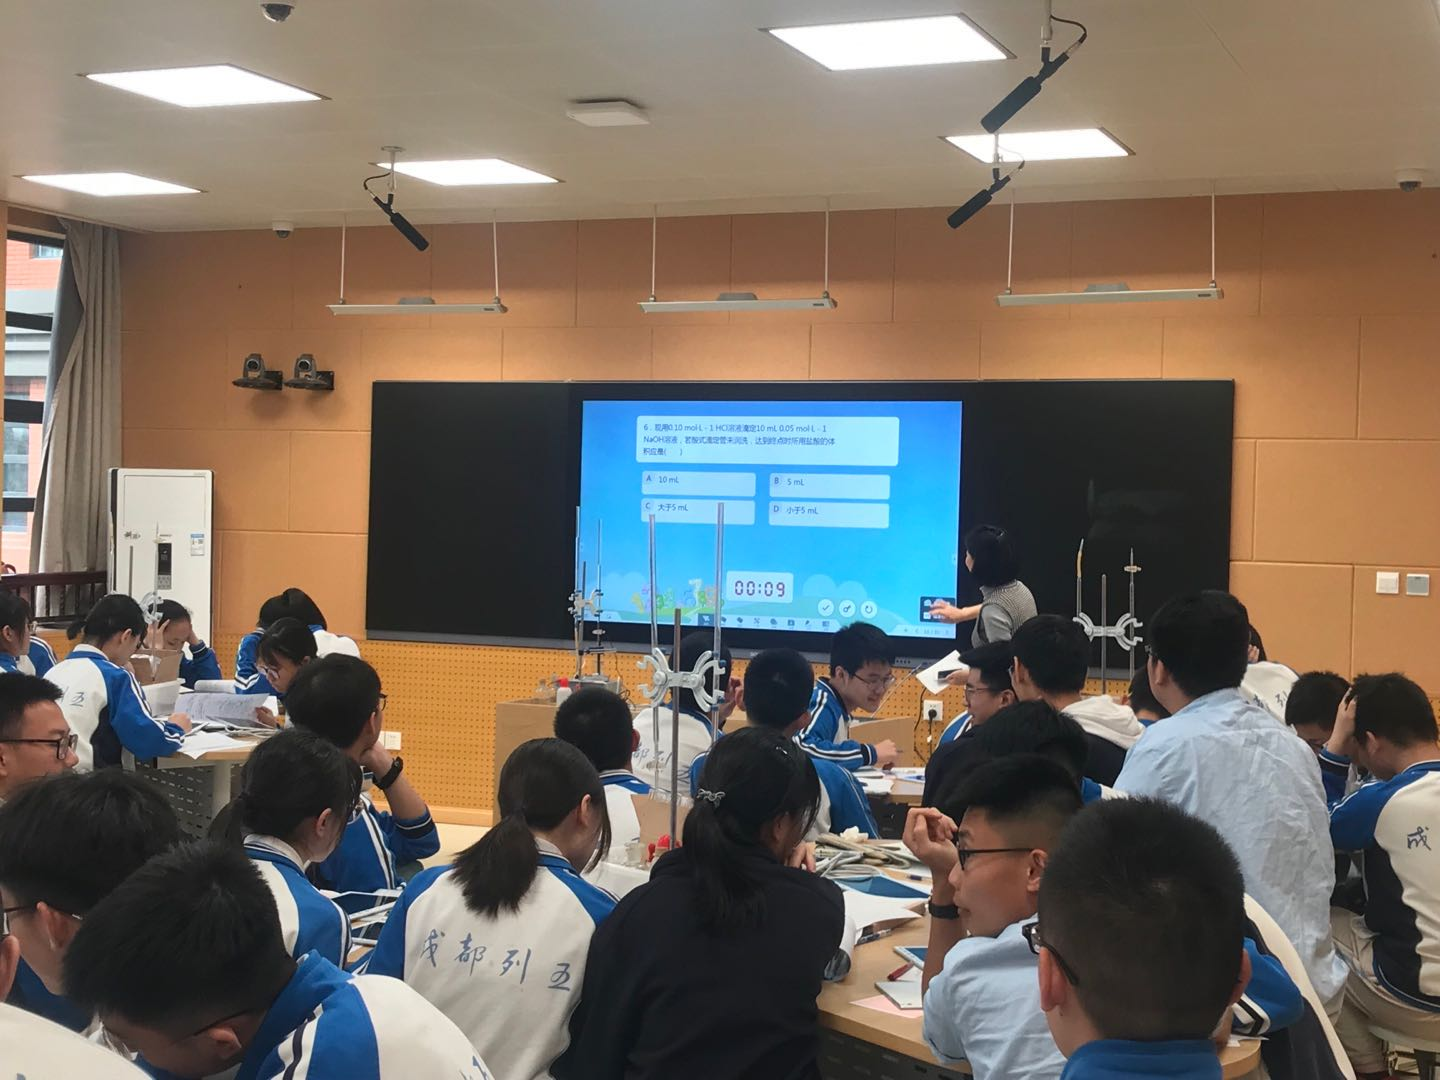 6．现用0.10 mol·L－1 HCl溶液滴定10 mL 0.05 mol·L－1
NaOH溶液，若酸式滴定管未润洗，达到终点时所用盐酸的体
积应是(　　)
A 10 mL
B 5 mL
C 大于5 mL
D 小于5 mL
00:09
成都列五
成